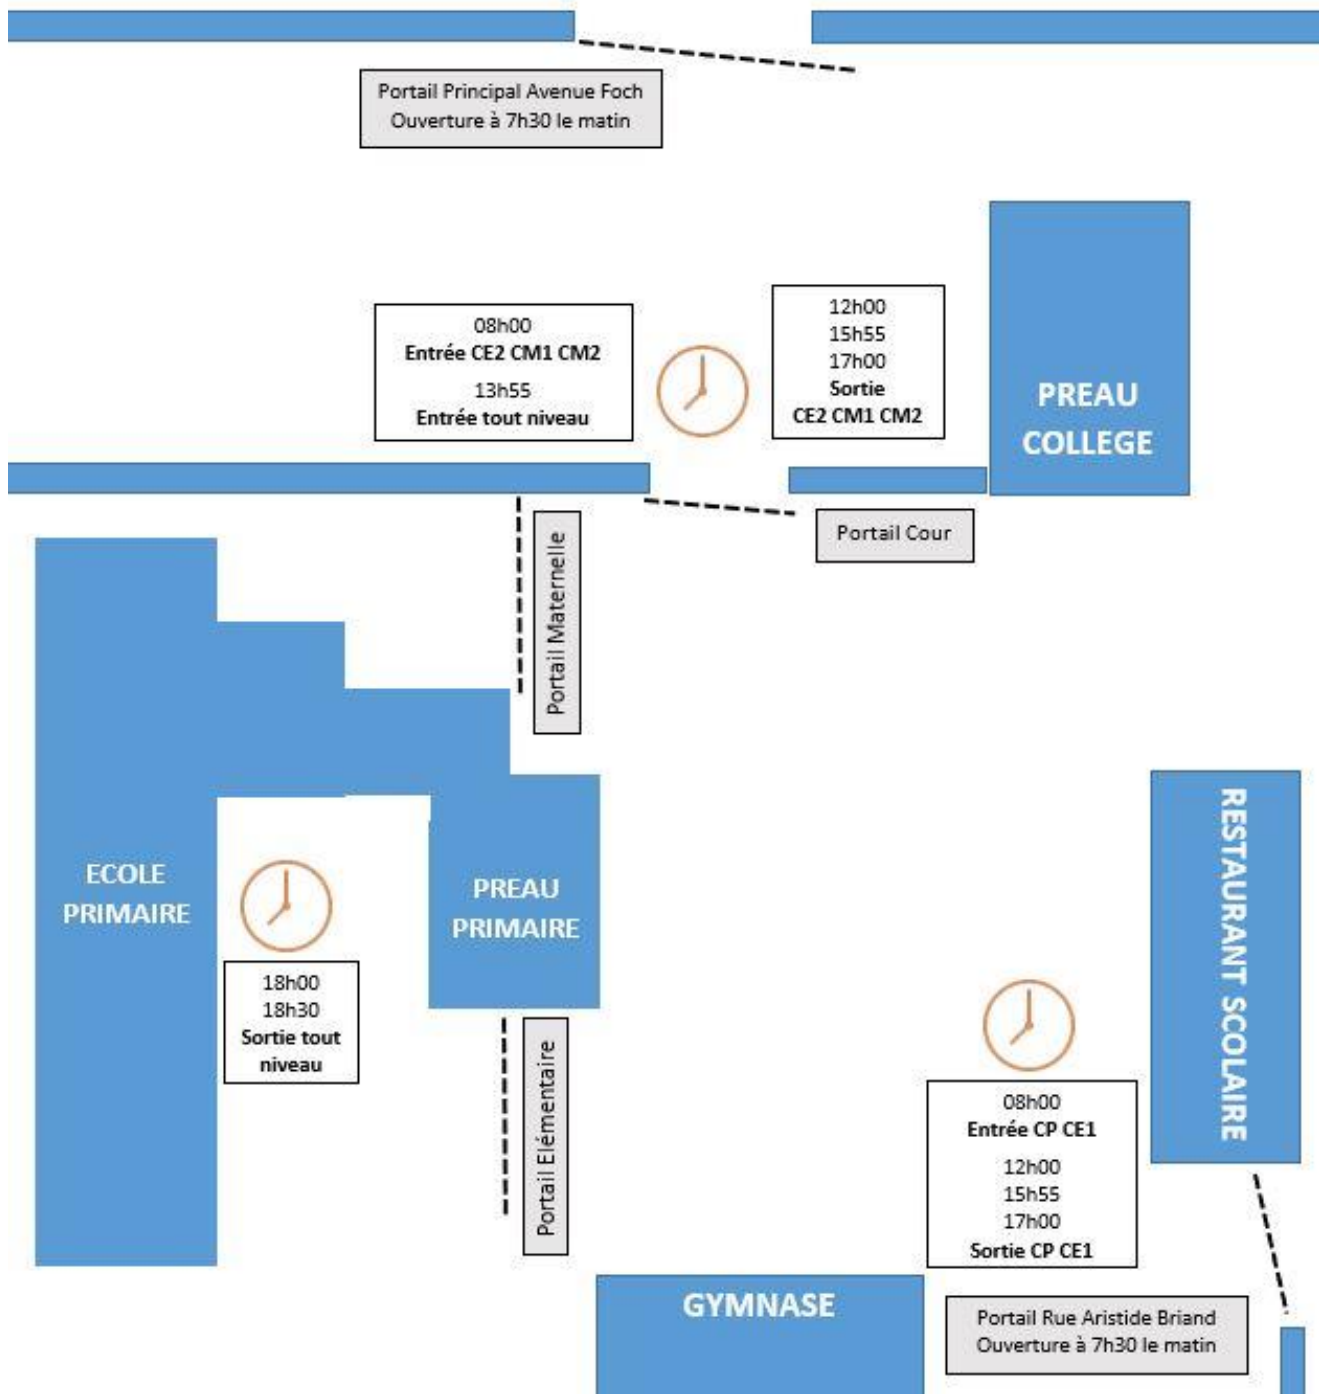 Portail Principal Avenue Foch
Ouverture à 7h30 le matin
08h00
Entrée CE2 CM1 CM2
13h55
Entrée tout niveau
12h00
15h55
17h00
Sortie
CE2 CM1 CM2
PREAU
COLLEGE
Portail Cour
Portail Maternelle
ECOLE
PRIMAIRE
PREAU
PRIMAIRE
RESTAURANT SCOLAIRE
18h00
18h30
Sortie tout
niveau
Portail Elémentaire
08h00
Entrée CP CE1
12h00
15h55
17h00
Sortie CP CE1
GYMNASE
Portail Rue Aristide Briand
Ouverture à 7h30 le matin